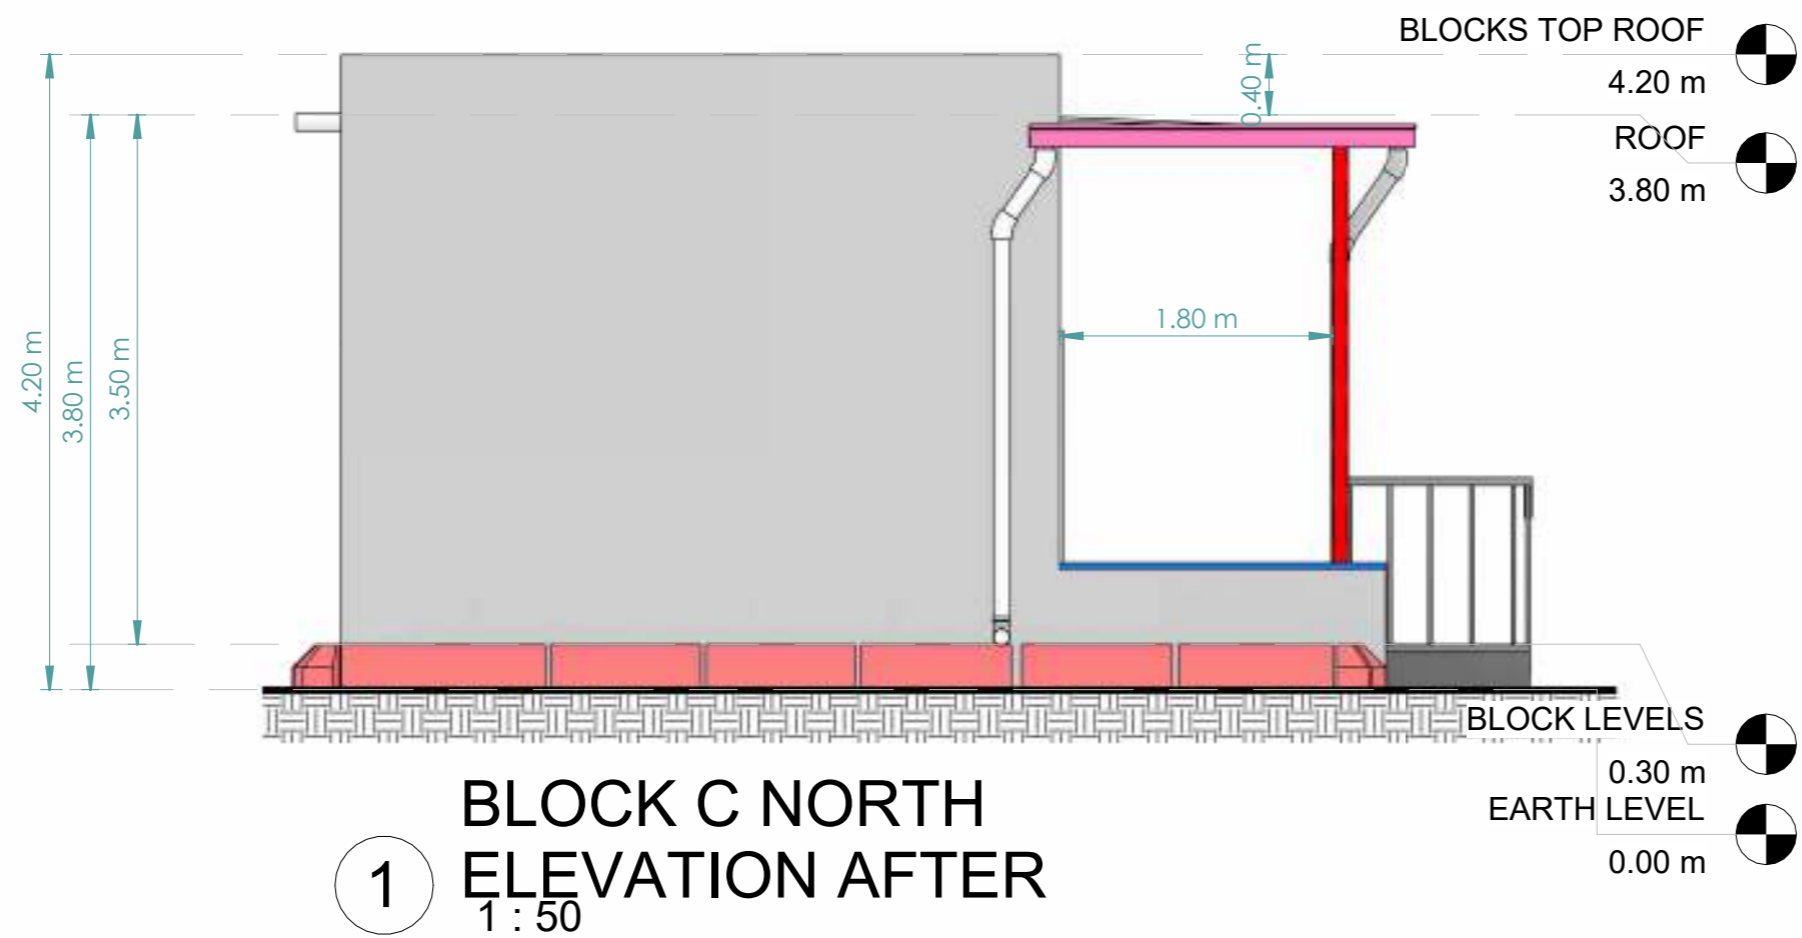 BLOCKS TOP ROOF
4.20 m
ROOF
3.80 m
0.40 m
4.20 m
3.80 m
3.50 m
1.80 m
BLOCK LEVELS
0.30 m
EARTH LEVEL
0.00 m
1
BLOCK C NORTH
ELEVATION AFTER
1 : 50